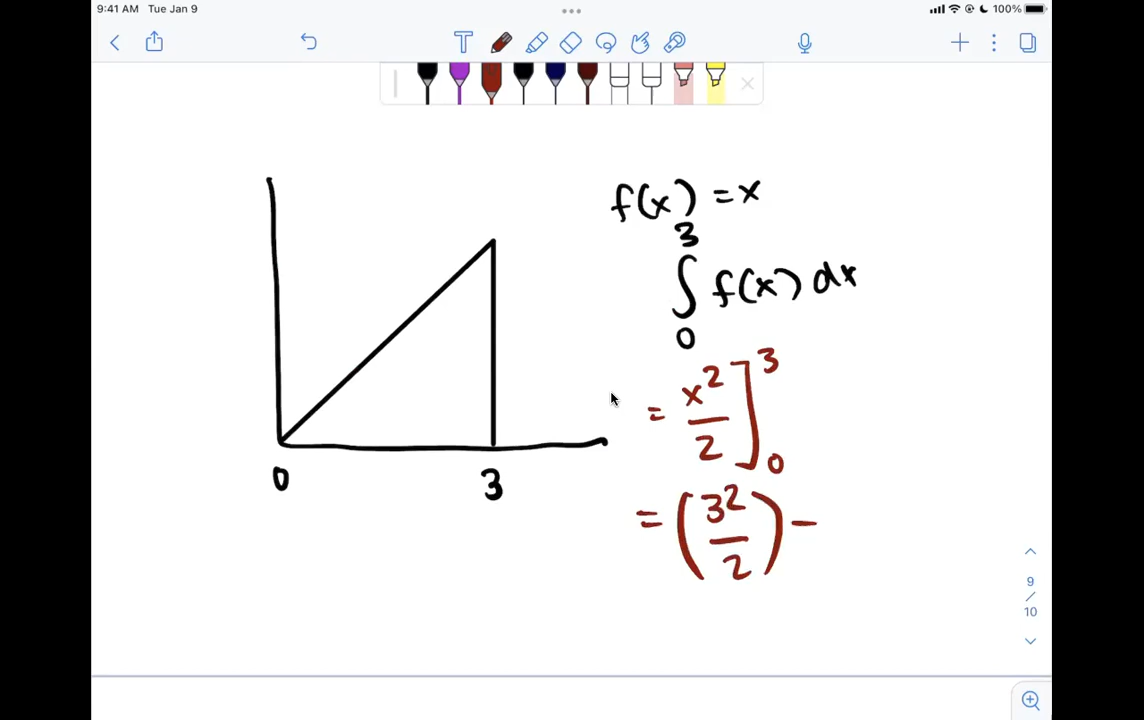 9:41 AM Tue Jan 9
100%
T
f(x) = x
3
∫ f(x) dx
0
= x²/2 ]³₀
= (3²/2) −
0
3
9
/
10